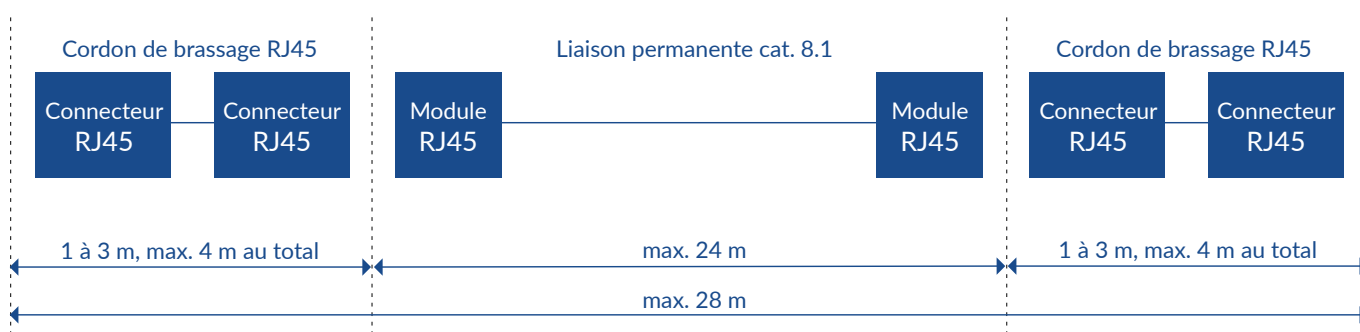 Cordon de brassage RJ45
Liaison permanente cat. 8.1
Cordon de brassage RJ45
Connecteur
RJ45
Connecteur
RJ45
Module
RJ45
Module
RJ45
Connecteur
RJ45
Connecteur
RJ45
1 à 3 m, max. 4 m au total
max. 24 m
1 à 3 m, max. 4 m au total
max. 28 m